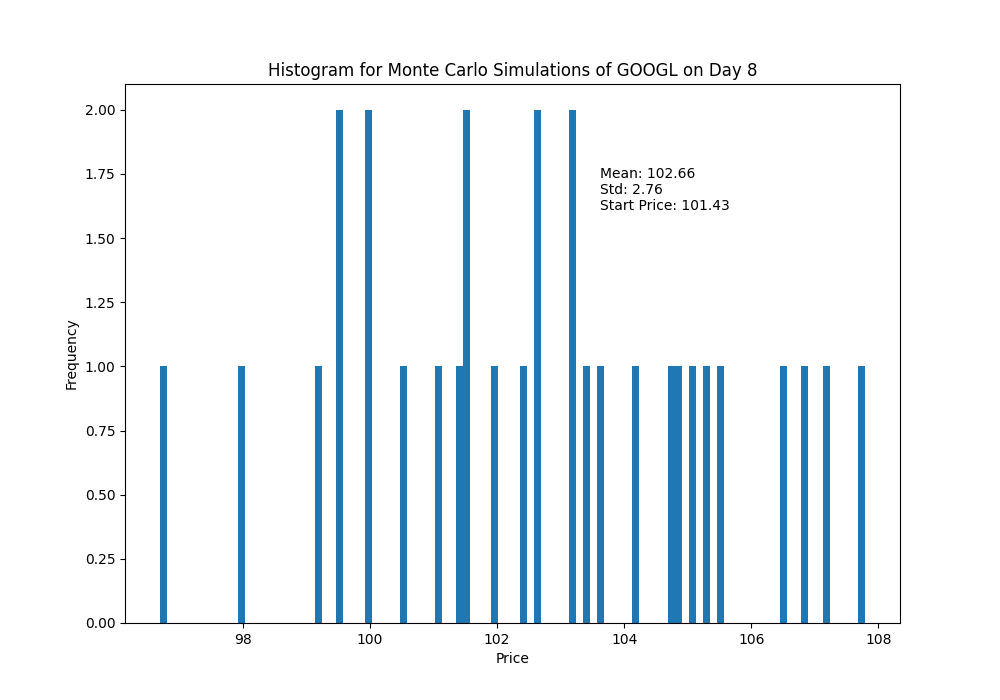 Histogram for Monte Carlo Simulations of GOOGL on Day 8
2.00
1.75
1.50
1.25
1.00
0.75
0.50
0.25
0.00
Frequency
Mean: 102.66
Std: 2.76
Start Price: 101.43
98 100 102 104 106 108
Price